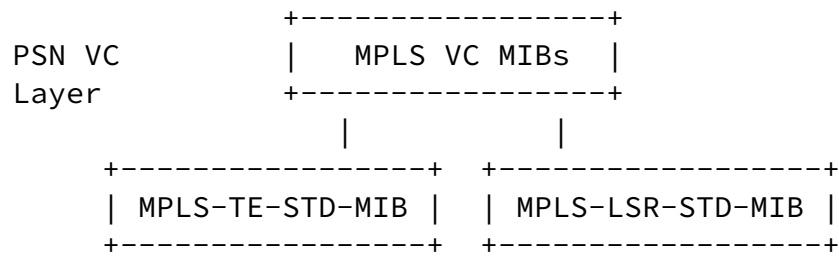 PSN VC
MPLS VC MIBs
Layer
MPLS-TE-STD-MIB
MPLS-LSR-STD-MIB